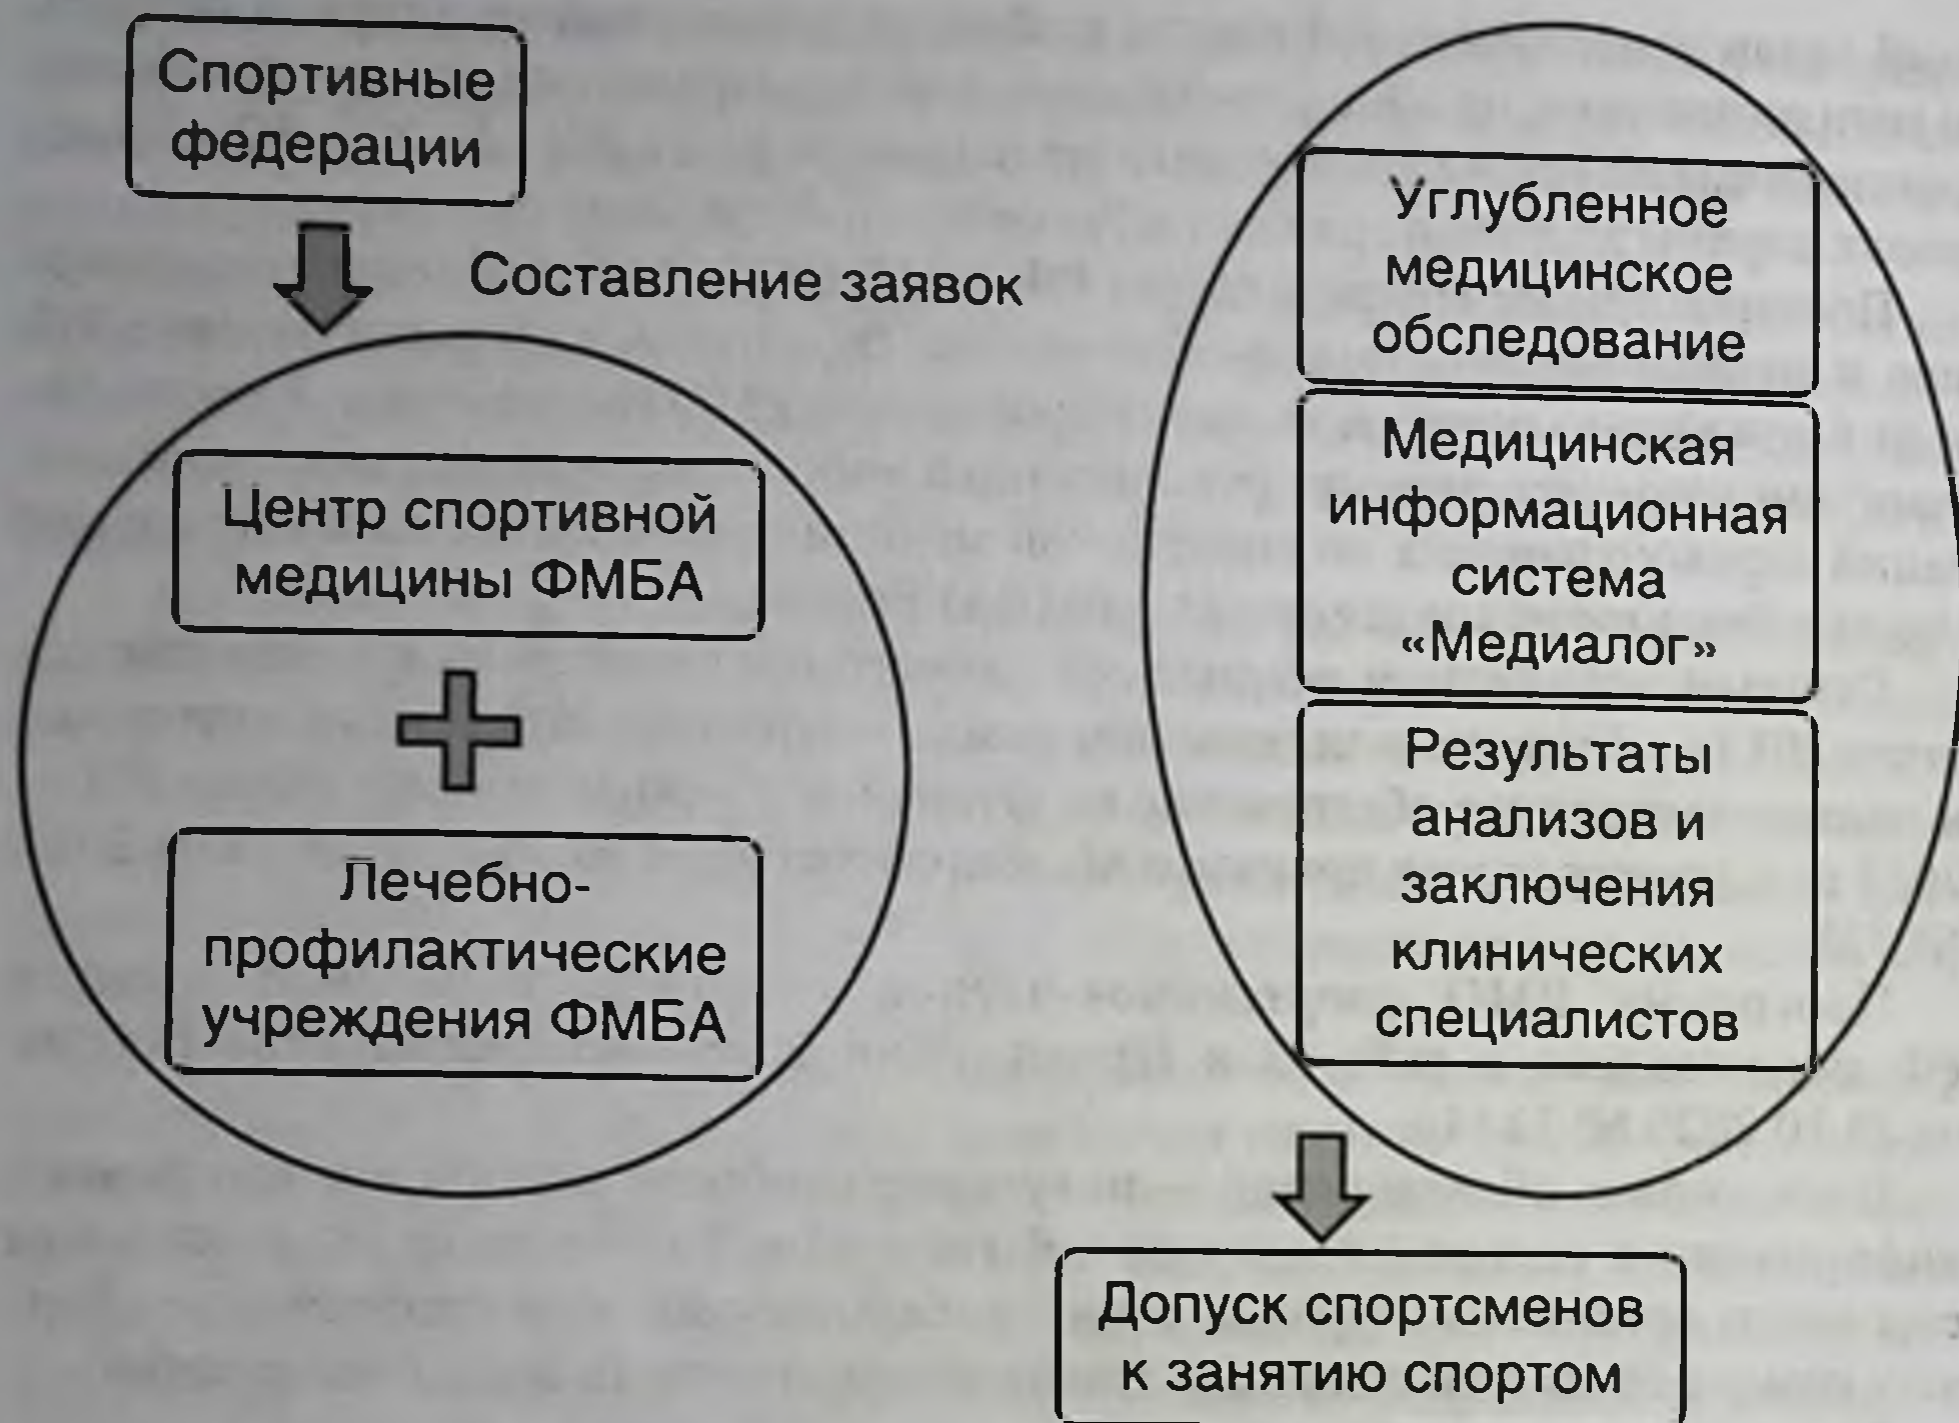 Спортивные
федерации
Составление заявок
Центр спортивной
медицины ФМБА
Лечебно-
профилактические
учреждения ФМБА
Углубленное
медицинское
обследование
Медицинская
информационная
система
«Медиалог»
Результаты
анализов и
заключения
клинических
специалистов
Допуск спортсменов
к занятию спортом